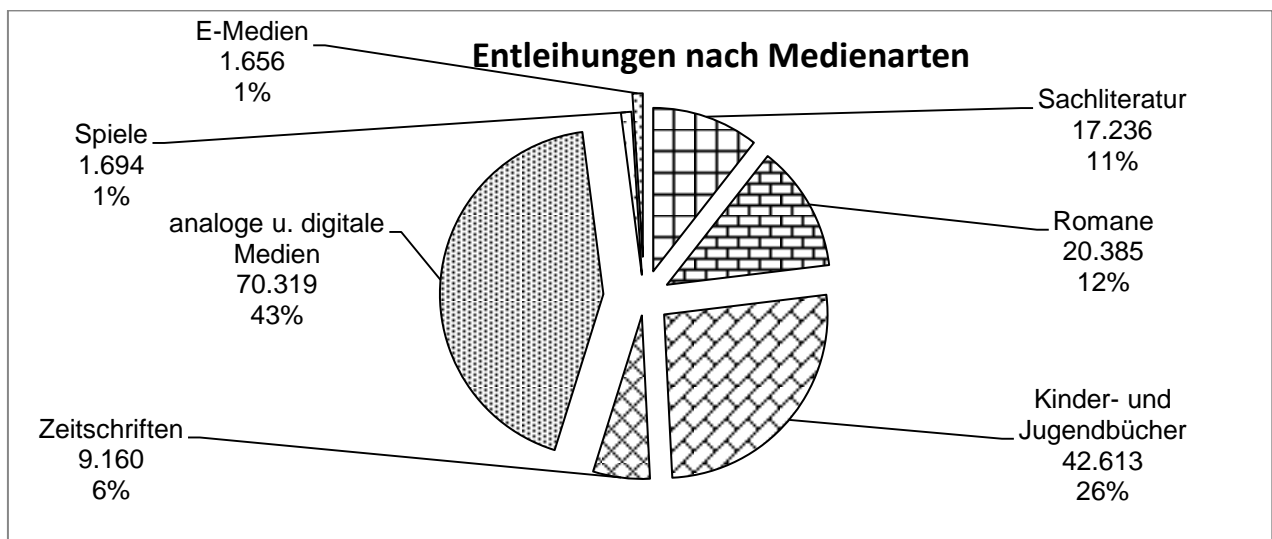 Entleihungen nach Medienarten
E-Medien
1.656
1%
Spiele
1.694
1%
analoge u. digitale
Medien
70.319
43%
Zeitschriften
9.160
6%
Sachliteratur
17.236
11%
Romane
20.385
12%
Kinder- und
Jugendbücher
42.613
26%